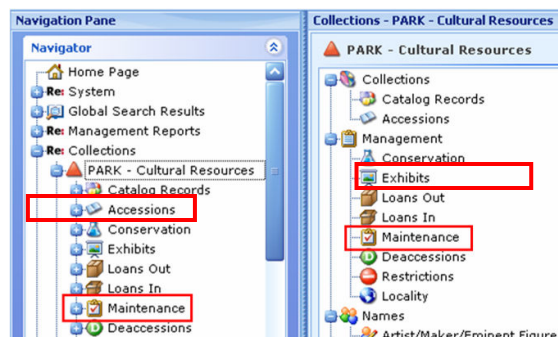 Navigation Pane
Navigator
Home Page
Re: System
Global Search Results
Re: Management Reports
Re: Collections
PARK - Cultural Resources
Catalog Records
Accessions
Conservation
Exhibits
Loans Out
Loans In
Maintenance
Deaccessions
Collections - PARK - Cultural Resources
PARK - Cultural Resources
Collections
Catalog Records
Accessions
Management
Conservation
Exhibits
Loans Out
Loans In
Maintenance
Deaccessions
Restrictions
Locality
Names
Artist/Maker/Eminent Figure